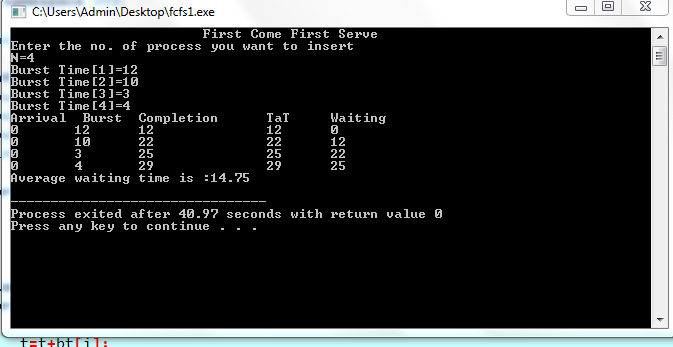 C:\Users\Admin\Desktop\fcfs1.exe
First Come First Serve
Enter the no. of process you want to insert
N=4
Burst Time[1]=12
Burst Time[2]=10
Burst Time[3]=3
Burst Time[4]=4
Arrival Burst Completion TaT Waiting
0 12 12 12 0
0 10 22 22 12
0 3 25 25 22
0 4 29 29 25
Average waiting time is :14.75
--------------------------------
Process exited after 40.97 seconds with return value 0
Press any key to continue . . .
t=t+bt[i];